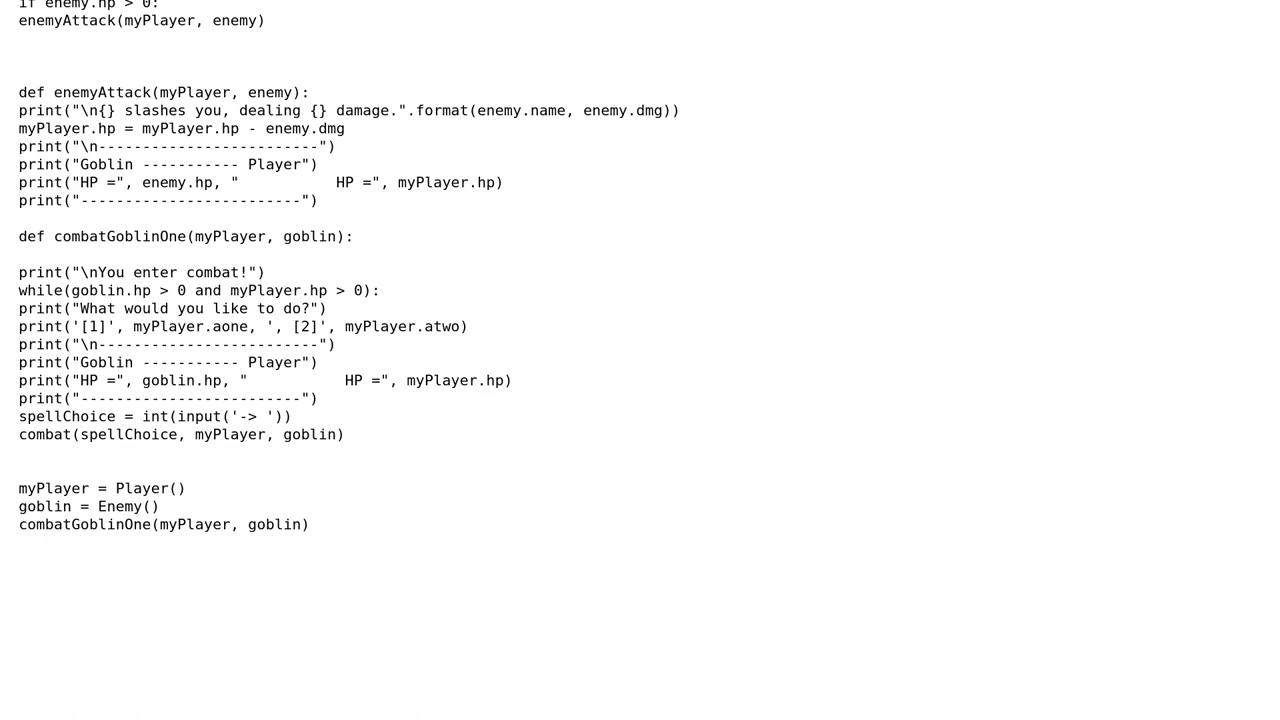 if enemy.hp > 0:
enemyAttack(myPlayer, enemy)
def enemyAttack(myPlayer, enemy):
print("\n{} slashes you, dealing {} damage.".format(enemy.name, enemy.dmg))
myPlayer.hp = myPlayer.hp - enemy.dmg
print("\n-------------------------")
print("Goblin ----------- Player")
print("HP =", enemy.hp, "           HP =", myPlayer.hp)
print("-------------------------")
def combatGoblinOne(myPlayer, goblin):
print("\nYou enter combat!")
while(goblin.hp > 0 and myPlayer.hp > 0):
print("What would you like to do?")
print('[1]', myPlayer.aone, ', [2]', myPlayer.atwo)
print("\n-------------------------")
print("Goblin ----------- Player")
print("HP =", goblin.hp, "           HP =", myPlayer.hp)
print("-------------------------")
spellChoice = int(input('-> '))
combat(spellChoice, myPlayer, goblin)
myPlayer = Player()
goblin = Enemy()
combatGoblinOne(myPlayer, goblin)